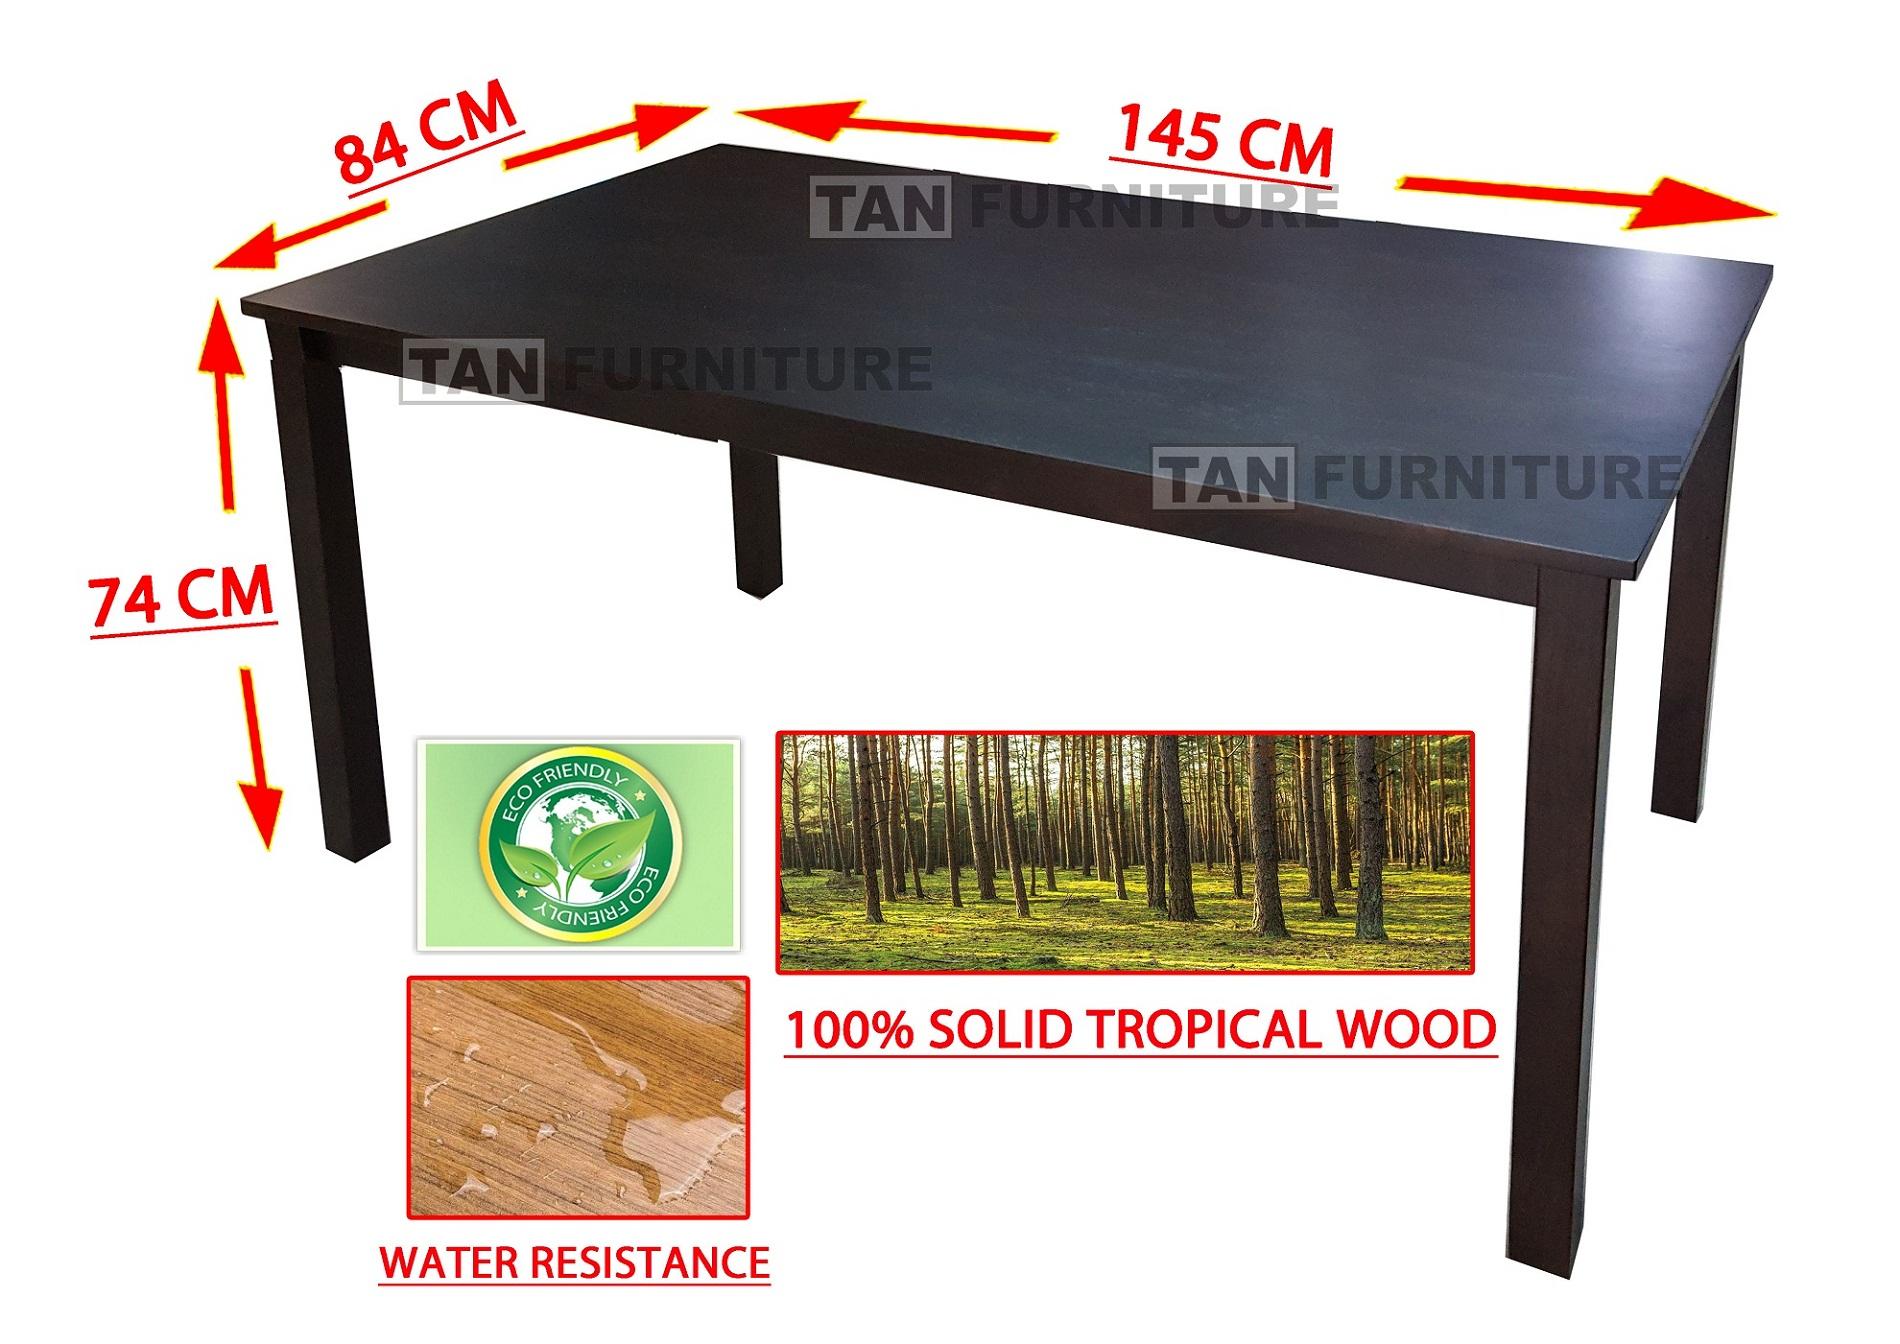 84 CM
145 CM
TAN FURNITURE
TAN FURNITURE
TAN FURNITURE
74 CM
ECO FRIENDLY
ECO FRIENDLY
100% SOLID TROPICAL WOOD
WATER RESISTANCE